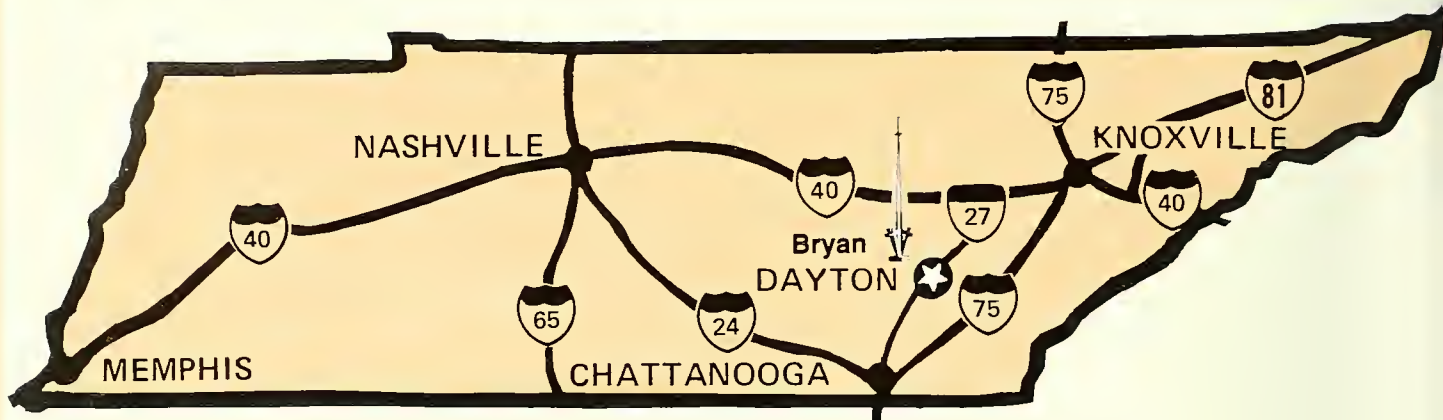 75
81
NASHVILLE
KNOXVILLE
40
27
40
40
Bryan
DAYTON
75
65
24
MEMPHIS
CHATTANOOGA